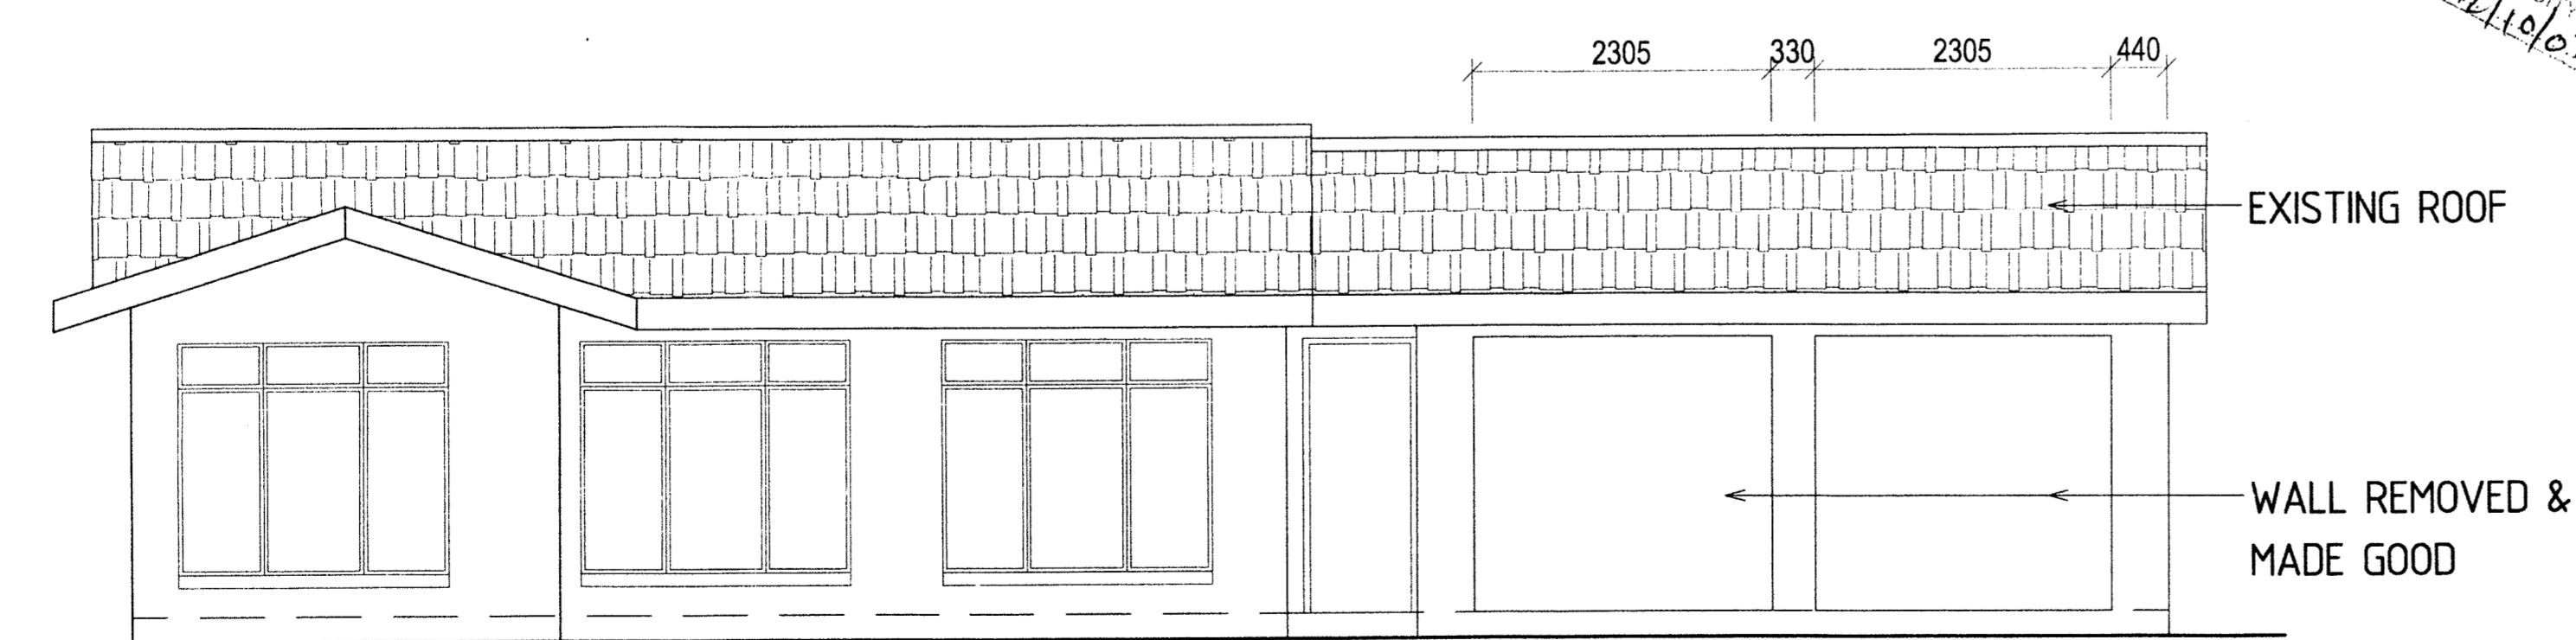 2305 330 2305 440
EXISTING ROOF
WALL REMOVED &
MADE GOOD